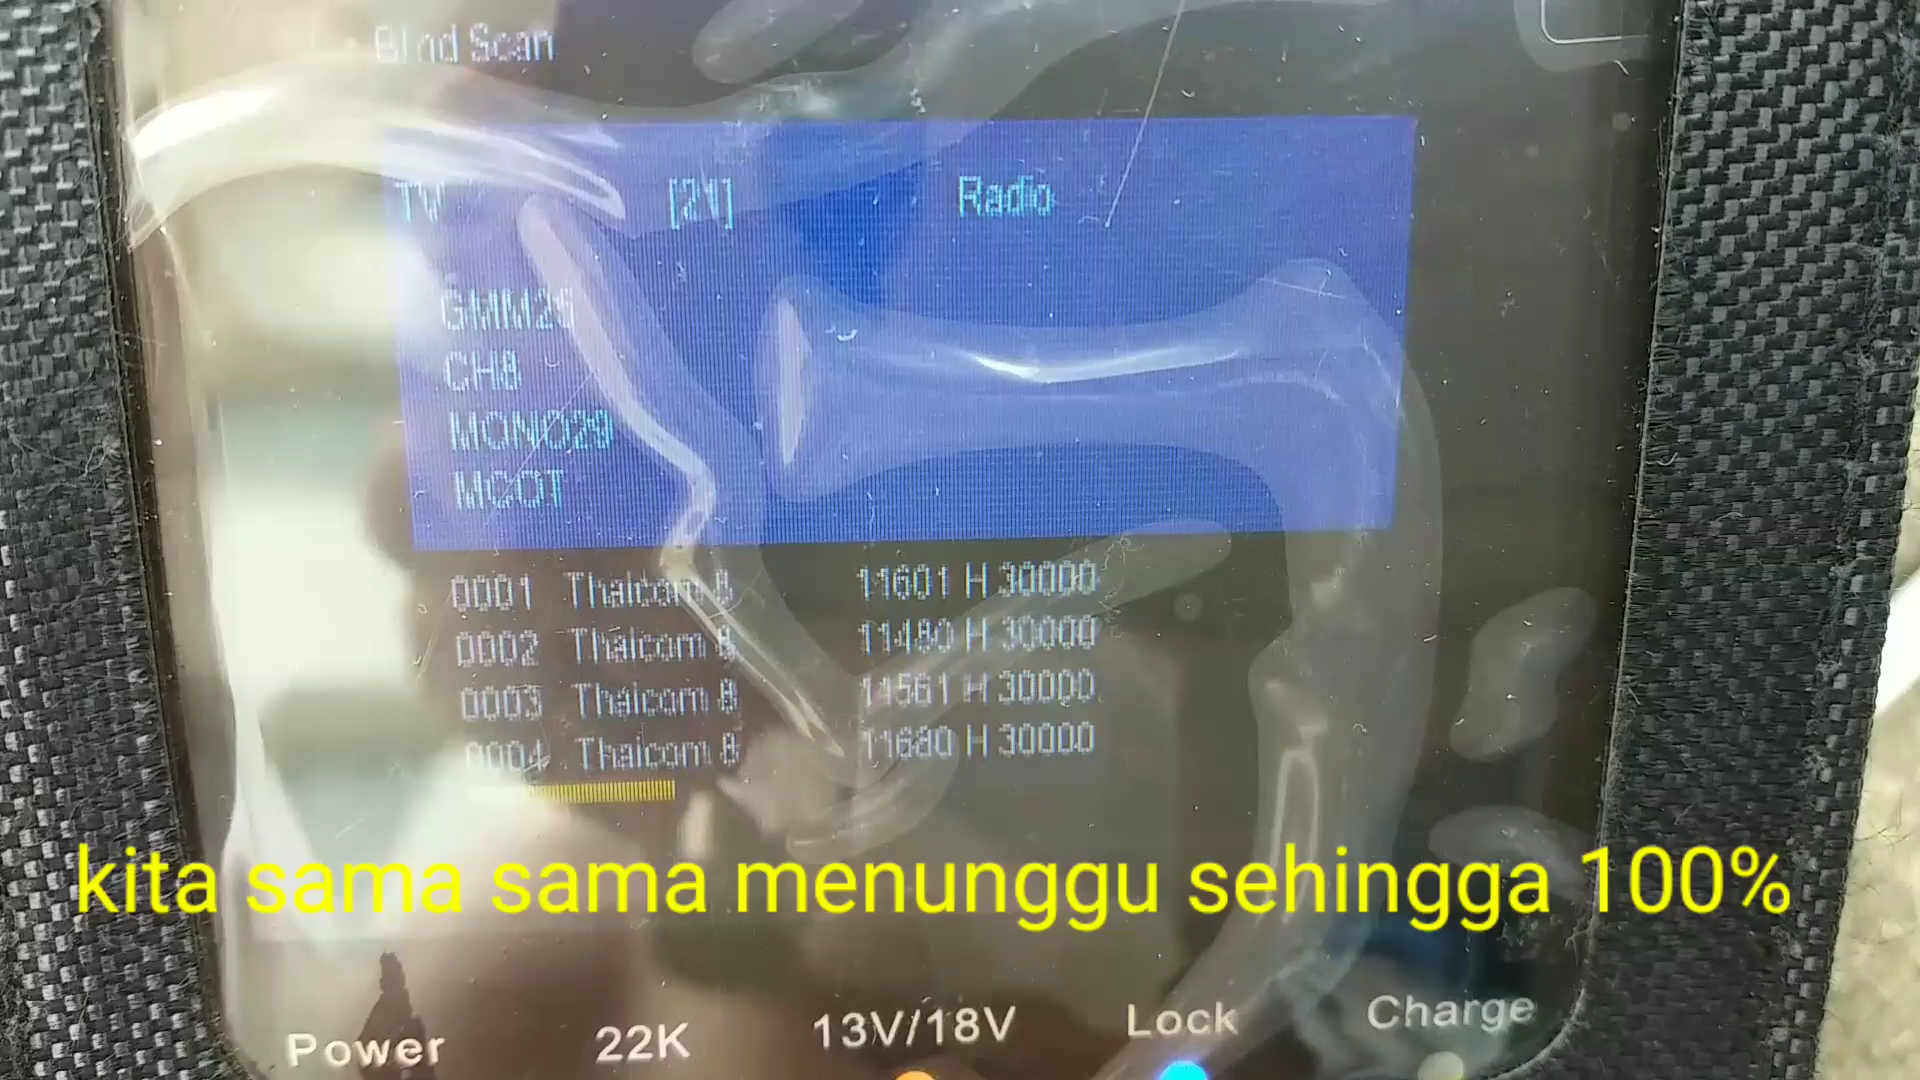 Blind Scan
TV [21] Radio
GMM25
CH8
MONO29
MCOT
0001 Thaicom 8 11601 H 30000
0002 Thaicom 8 11480 H 30000
0003 Thaicom 8 11561 H 30000
0004 Thaicom 8 11680 H 30000
kita sama sama menunggu sehingga 100%
Power 22K 13V/18V Lock Charge